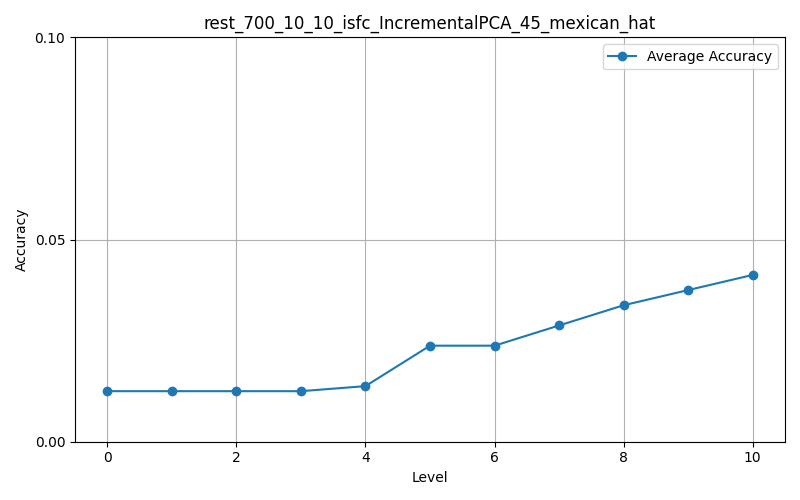 rest_700_10_10_isfc_IncrementalPCA_45_mexican_hat
Average Accuracy
0.10
0.05
0.00
Accuracy
0 2 4 6 8 10
Level